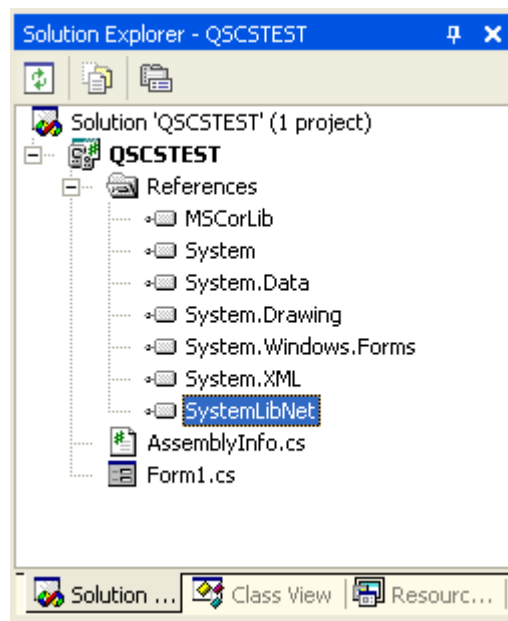 Solution Explorer - QSCSTEST
Solution 'QSCSTEST' (1 project)
QSCSTEST
References
MSCorLib
System
System.Data
System.Drawing
System.Windows.Forms
System.XML
SystemLibNet
AssemblyInfo.cs
Form1.cs
Solution ... Class View Resourc...